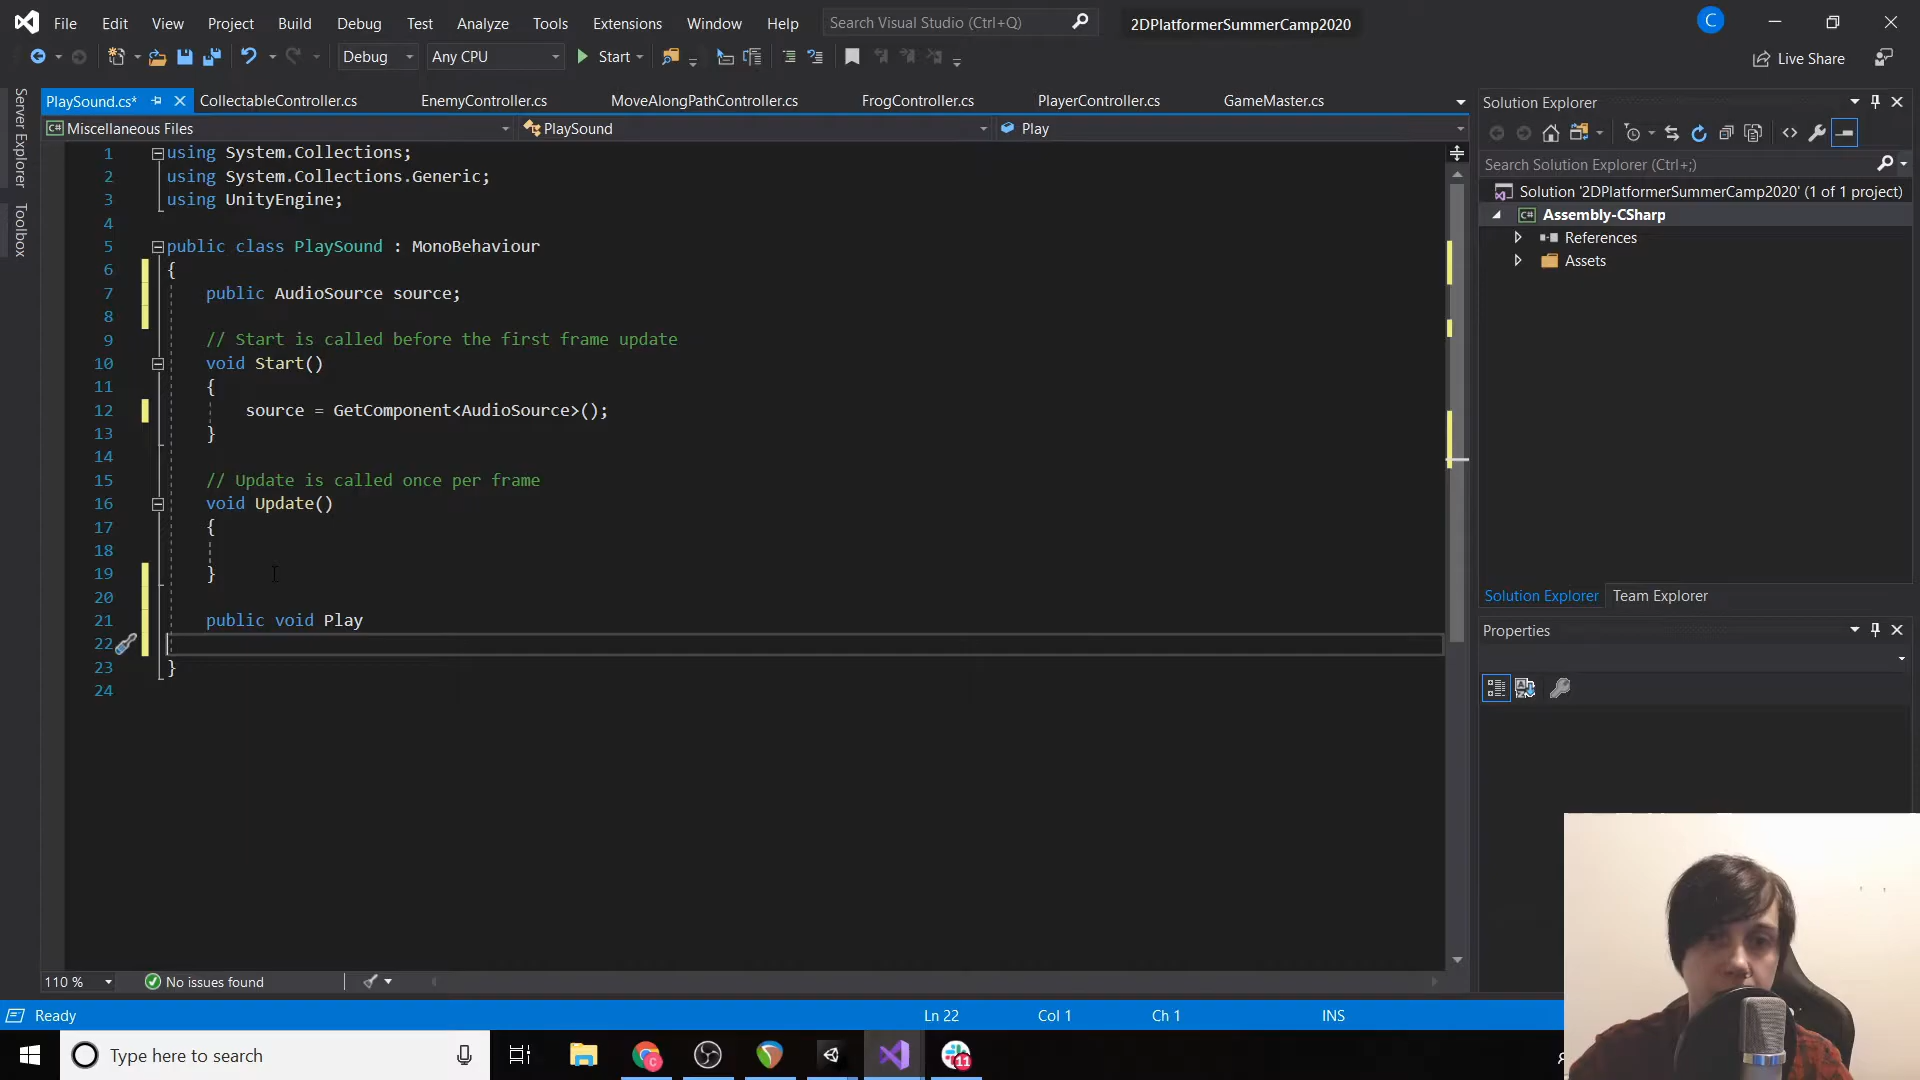 File Edit View Project Build Debug Test Analyze Tools Extensions Window Help Search Visual Studio (Ctrl+Q) 2DPlatformerSummerCamp2020 C
Debug Any CPU Start Live Share
PlaySound.cs* CollectableController.cs EnemyController.cs MoveAlongPathController.cs FrogController.cs PlayerController.cs GameMaster.cs
Miscellaneous Files PlaySound Play
Server Explorer
Toolbox
1 using System.Collections;
2 using System.Collections.Generic;
3 using UnityEngine;
4
5 public class PlaySound : MonoBehaviour
6 {
7 public AudioSource source;
8
9 // Start is called before the first frame update
10 void Start()
11 {
12 source = GetComponent<AudioSource>();
13 }
14
15 // Update is called once per frame
16 void Update()
17 {
18
19 }
20
21 public void Play
22
23 }
24
Solution Explorer
Search Solution Explorer (Ctrl+;)
Solution '2DPlatformerSummerCamp2020' (1 of 1 project)
C# Assembly-CSharp
References
Assets
Solution Explorer Team Explorer
Properties
110 % No issues found
Ready Ln 22 Col 1 Ch 1 INS
Type here to search 11